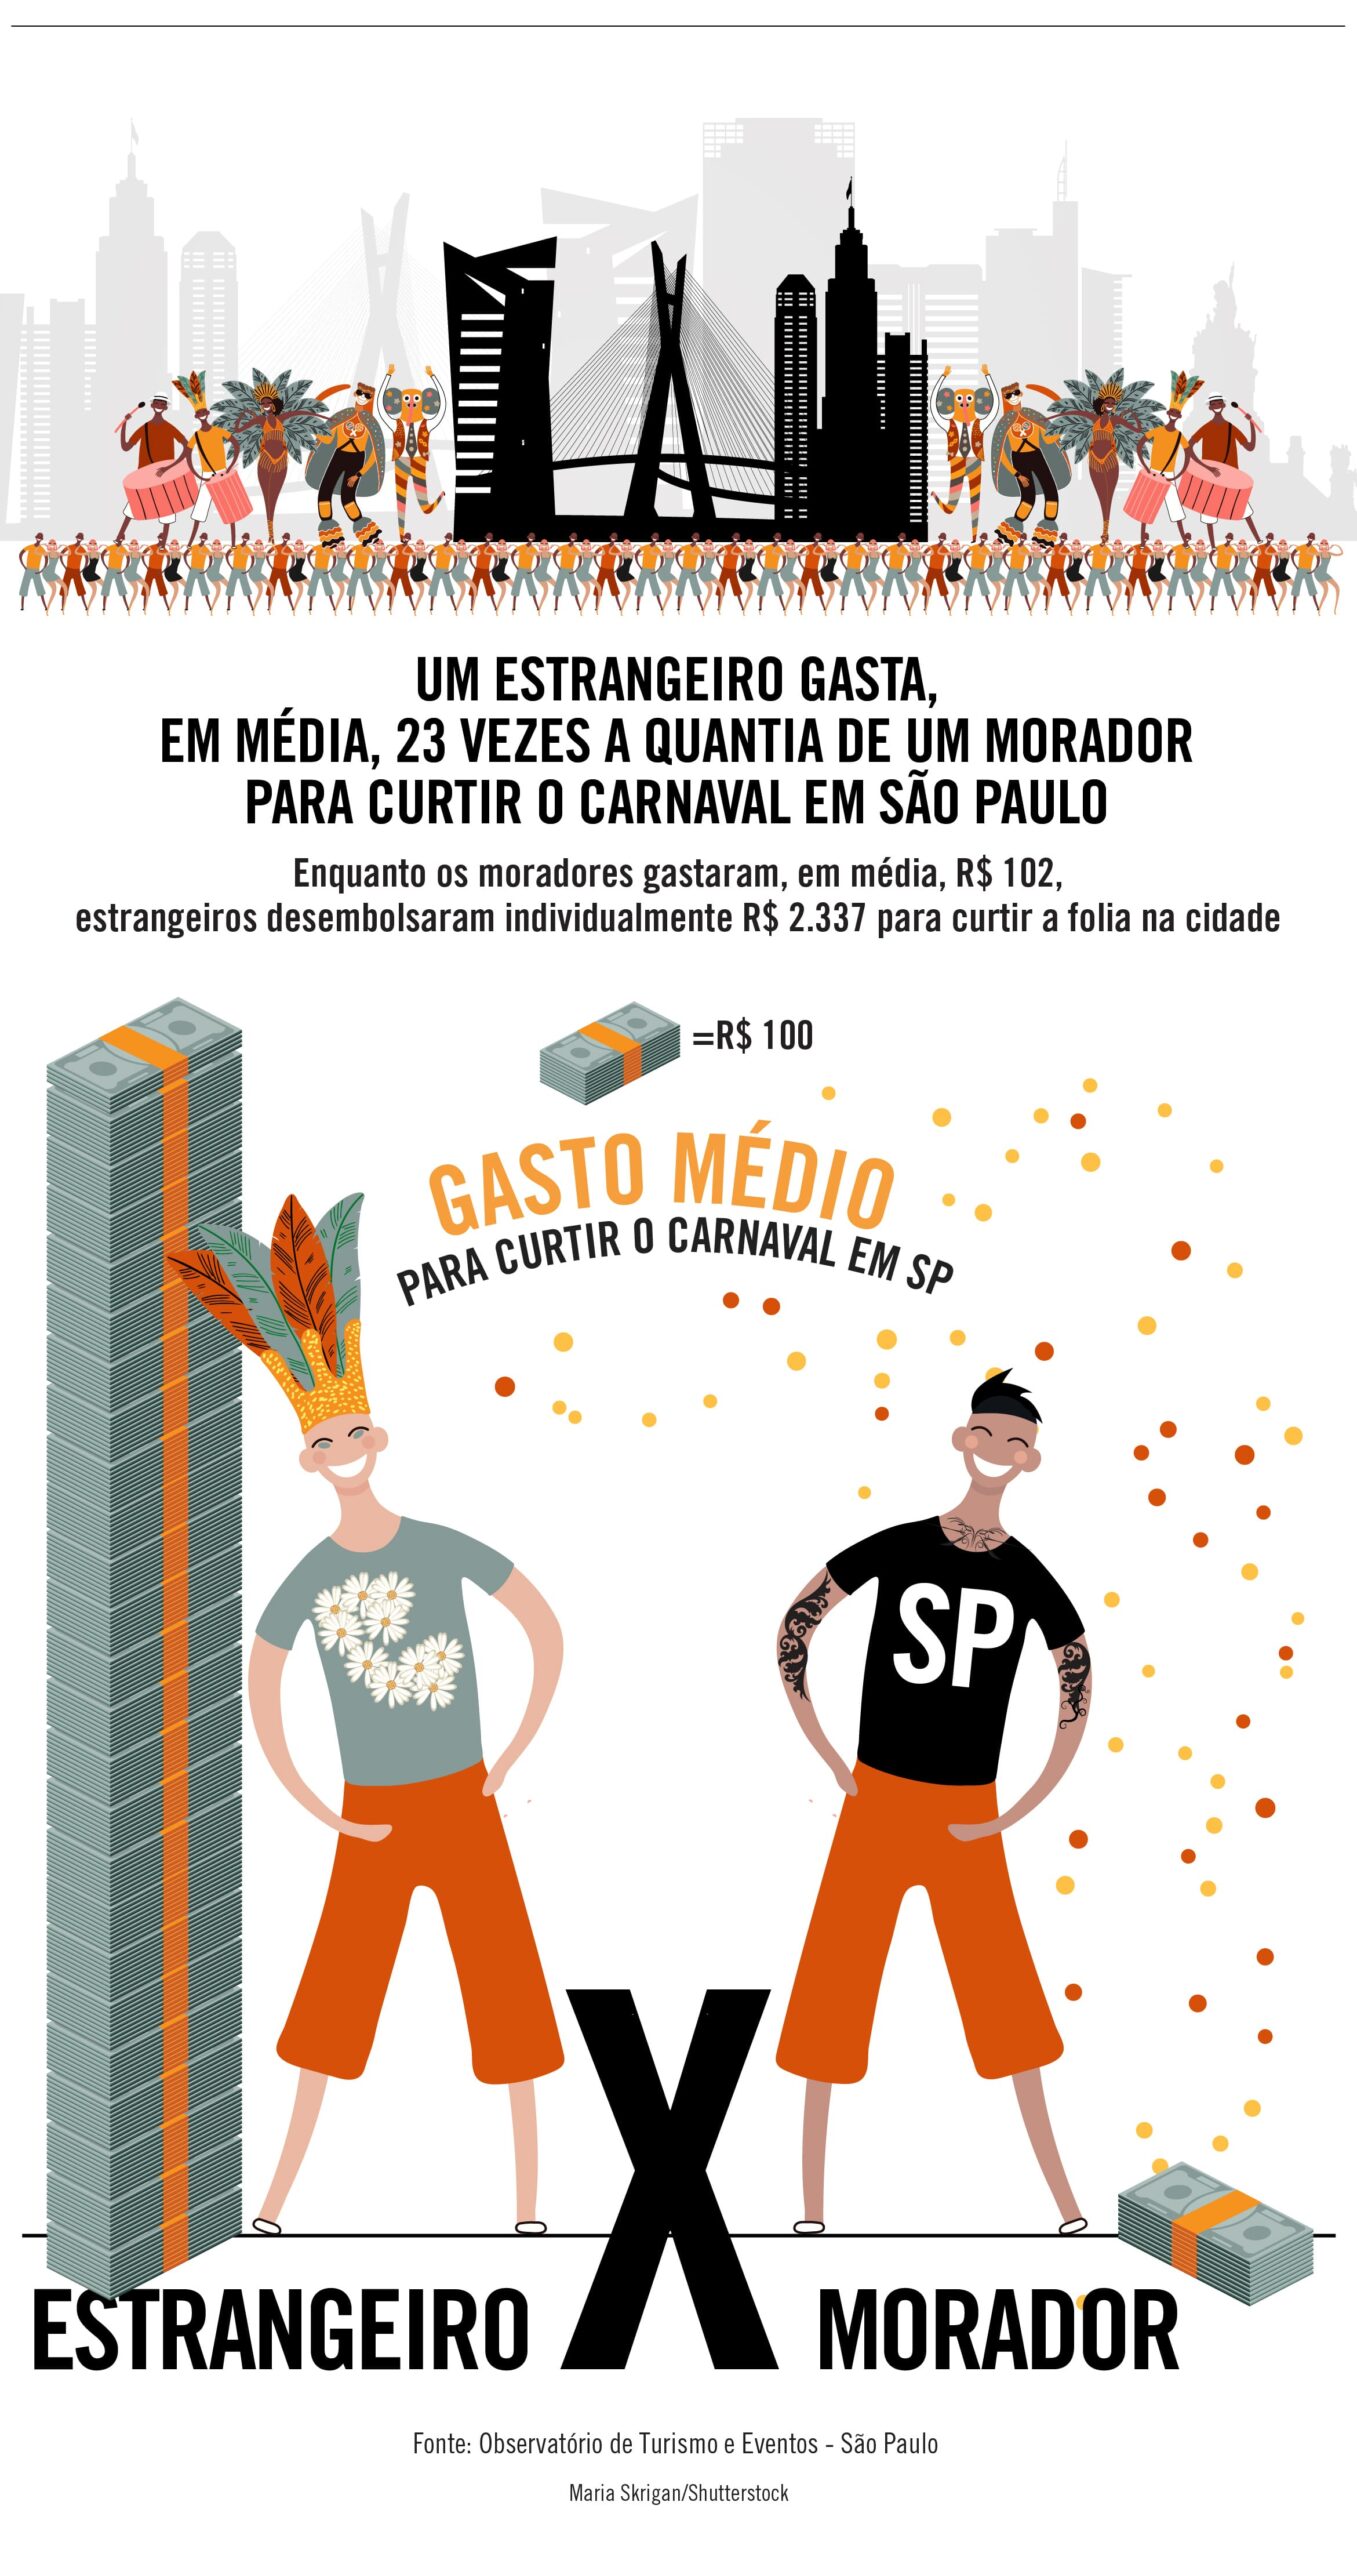 UM ESTRANGEIRO GASTA,
EM MÉDIA, 23 VEZES A QUANTIA DE UM MORADOR
PARA CURTIR O CARNAVAL EM SÃO PAULO
Enquanto os moradores gastaram, em média, R$ 102,
estrangeiros desembolsaram individualmente R$ 2.337 para curtir a folia na cidade
=R$ 100
GASTO MÉDIO
PARA CURTIR O CARNAVAL EM SP
SP
ESTRANGEIRO X MORADOR
Fonte: Observatório de Turismo e Eventos - São Paulo
Maria Skrigan/Shutterstock